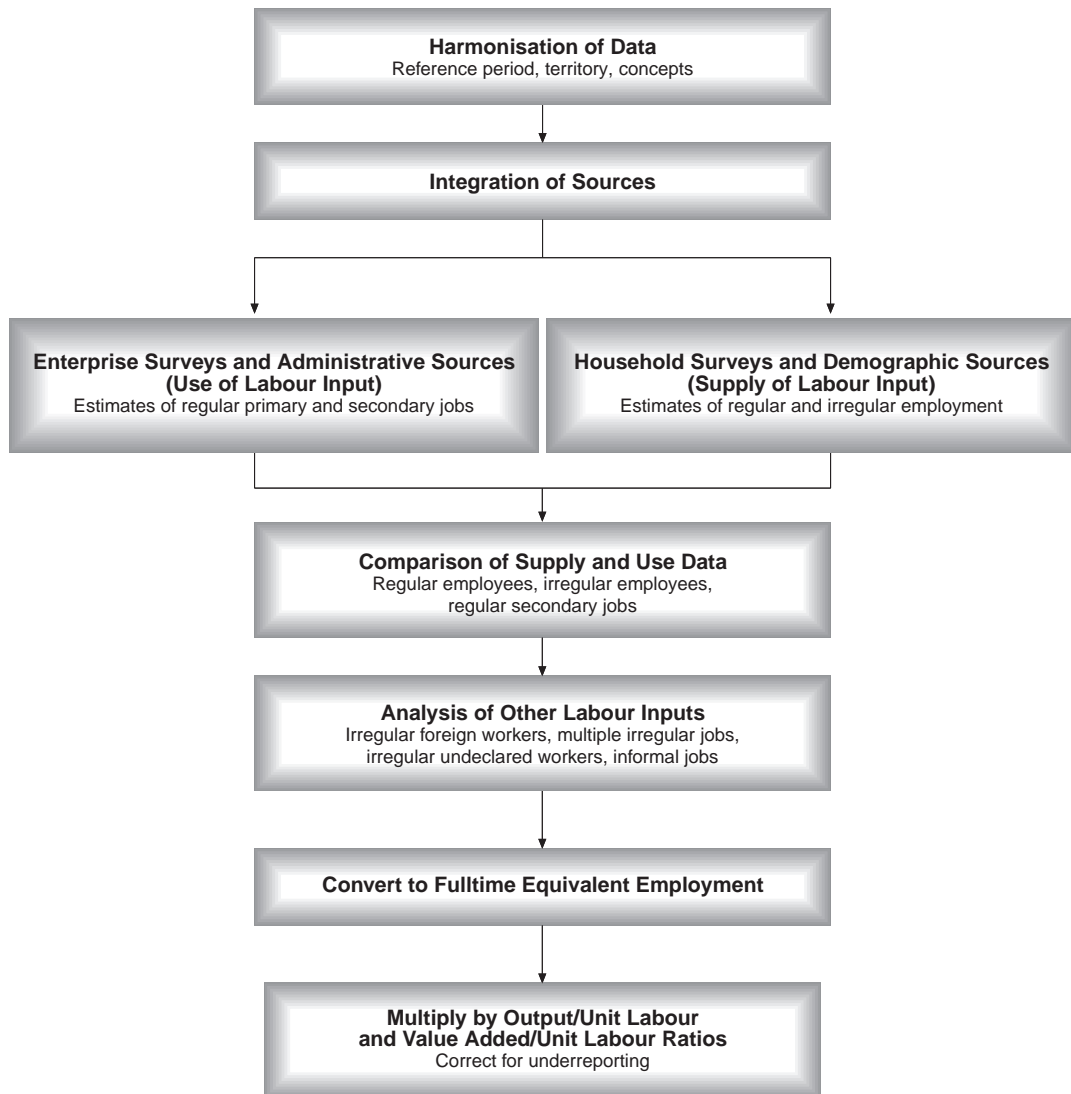 Harmonisation of Data
Reference period, territory, concepts
Integration of Sources
Enterprise Surveys and Administrative Sources
(Use of Labour Input)
Estimates of regular primary and secondary jobs
Household Surveys and Demographic Sources
(Supply of Labour Input)
Estimates of regular and irregular employment
Comparison of Supply and Use Data
Regular employees, irregular employees,
regular secondary jobs
Analysis of Other Labour Inputs
Irregular foreign workers, multiple irregular jobs,
irregular undeclared workers, informal jobs
Convert to Fulltime Equivalent Employment
Multiply by Output/Unit Labour
and Value Added/Unit Labour Ratios
Correct for underreporting